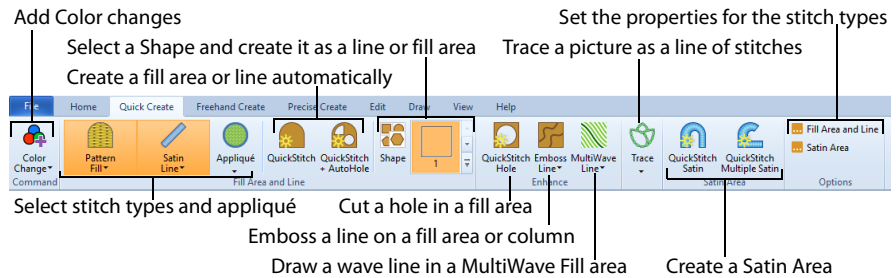 Add Color changes
Set the properties for the stitch types
Select a Shape and create it as a line or fill area
Trace a picture as a line of stitches
Create a fill area or line automatically
File Home Quick Create Freehand Create Precise Create Edit Draw View Help
Color Change
Pattern Fill
Satin Line
Appliqué
QuickStitch
QuickStitch + AutoHole
Shape
1
QuickStitch Hole
Emboss Line
MultiWave Line
Trace
QuickStitch Satin
QuickStitch Multiple Satin
Fill Area and Line
Satin Area
Command Fill Area and Line Enhance Satin Area Options
Select stitch types and appliqué
Cut a hole in a fill area
Emboss a line on a fill area or column
Draw a wave line in a MultiWave Fill area
Create a Satin Area